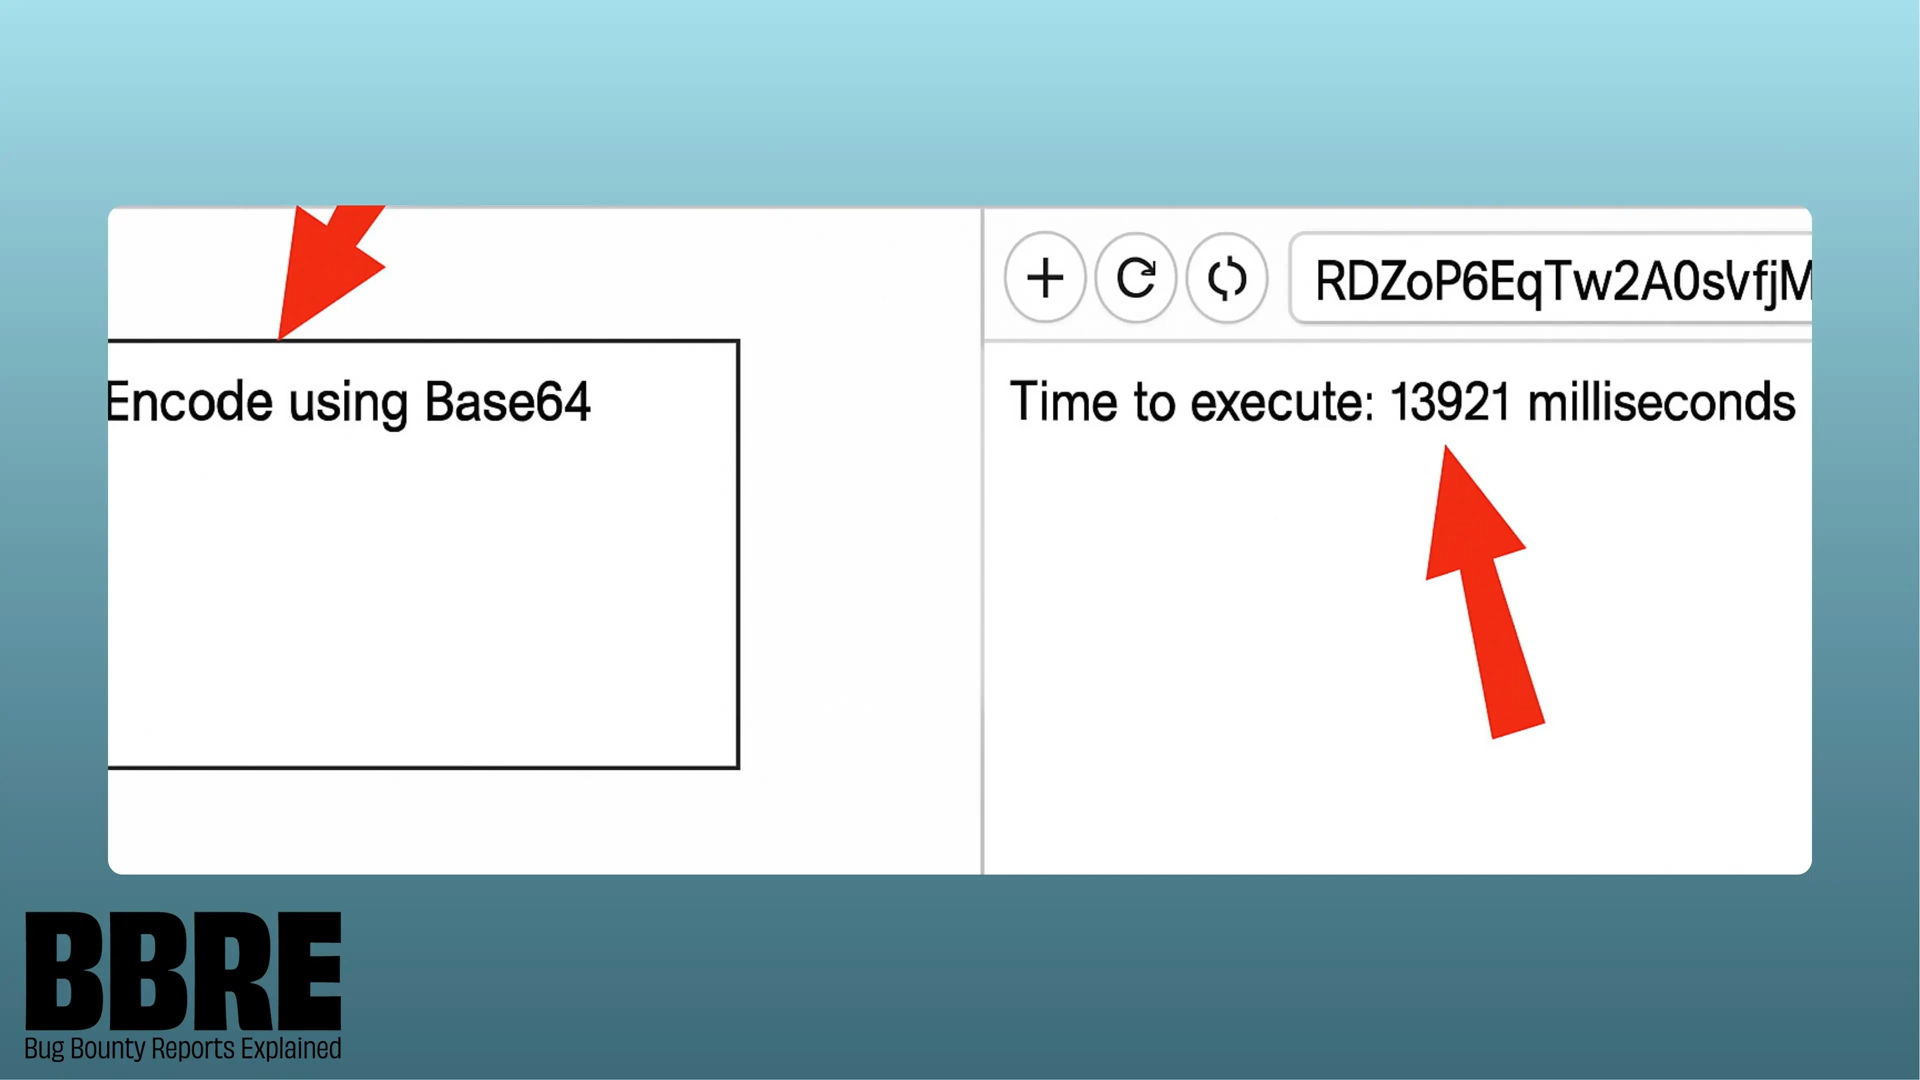 RDZoP6EqTw2A0sVfjM
Encode using Base64
Time to execute: 13921 milliseconds
BBRE
Bug Bounty Reports Explained